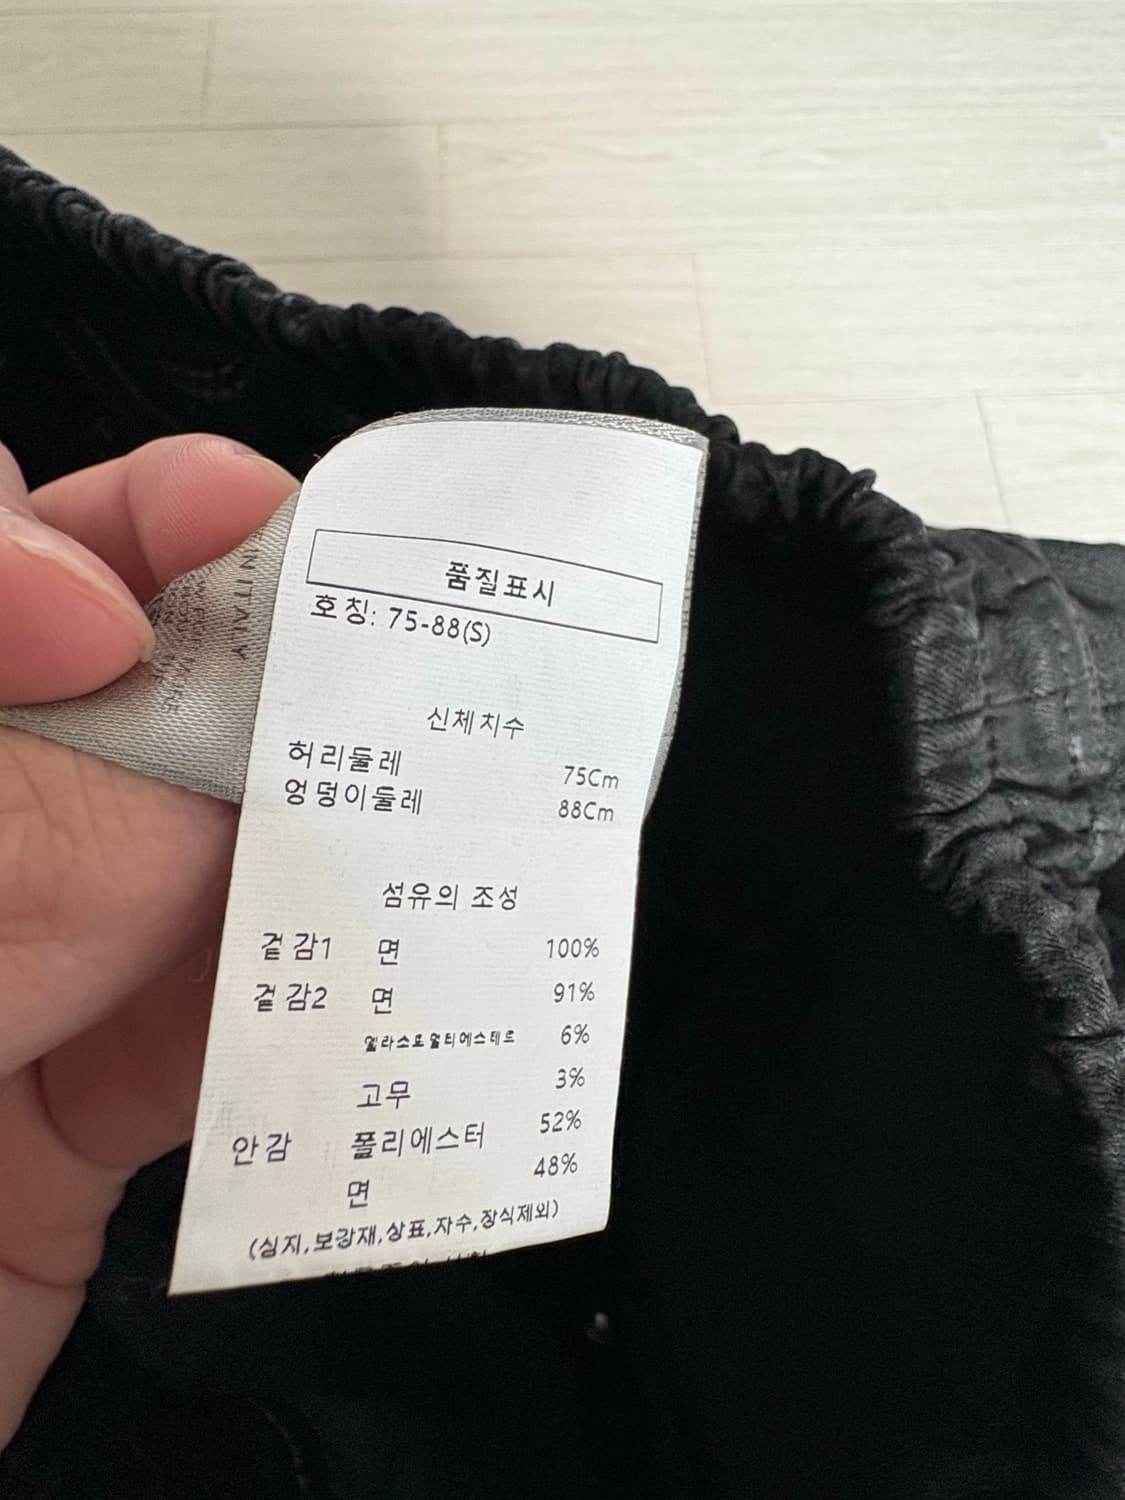 품질표시
호칭: 75-88(S)
신체치수
허리둘레 75Cm
엉덩이둘레 88Cm
섬유의 조성
겉감1 면 100%
겉감2 면 91%
엘라스모멀티에스테르 6%
고무 3%
안감 폴리에스터 52%
면 48%
(심지,보강재,상표,자수,장식제외)